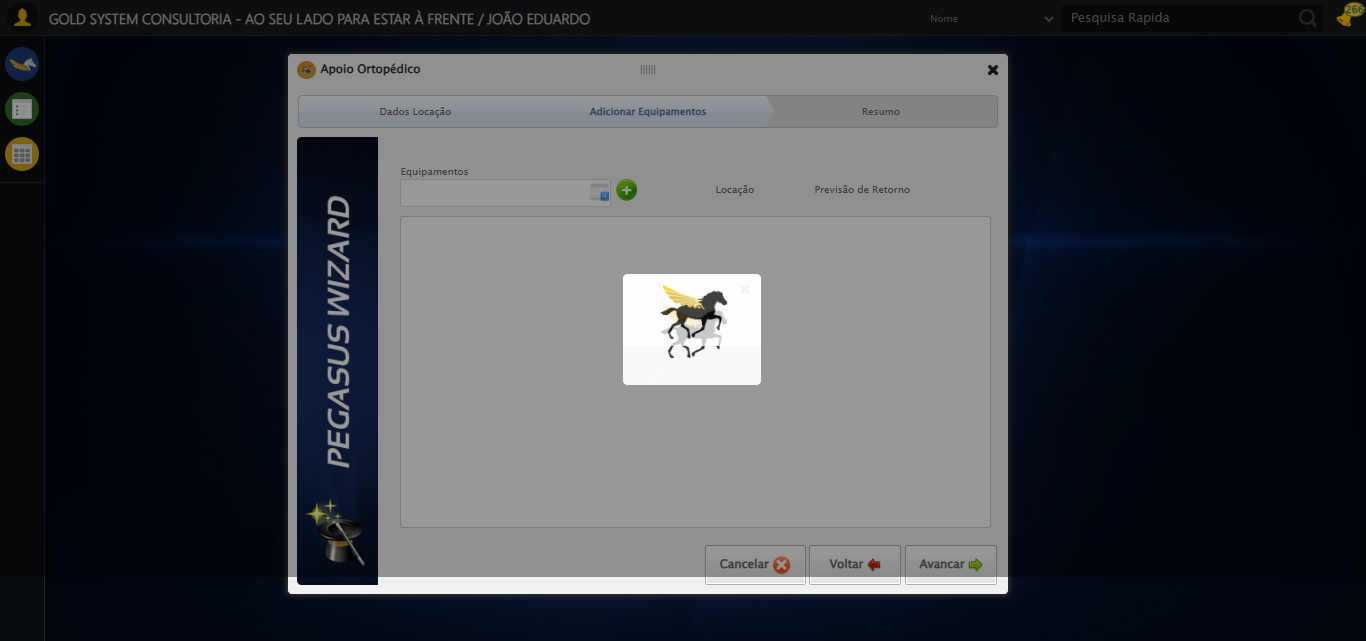 GOLD SYSTEM CONSULTORIA - AO SEU LADO PARA ESTAR À FRENTE / JOÃO EDUARDO
Nome
Pesquisa Rapida
266
Apoio Ortopédico
Dados Locação
Adicionar Equipamentos
Resumo
PEGASUS WIZARD
Equipamentos
Locação
Previsão de Retorno
Cancelar
Voltar
Avancar